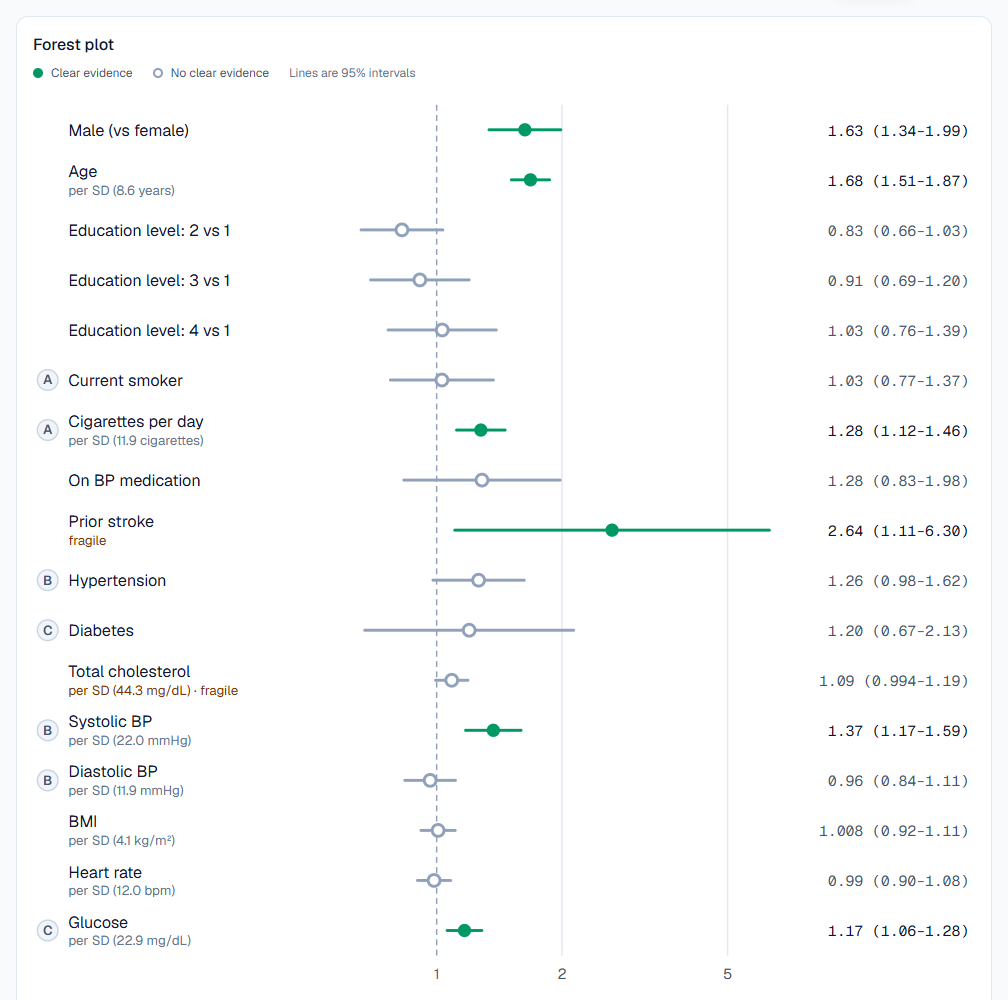 Forest plot
Clear evidence No clear evidence Lines are 95% intervals
Male (vs female) 1.63 (1.34–1.99)
Age
per SD (8.6 years)
1.68 (1.51–1.87)
Education level: 2 vs 1 0.83 (0.66–1.03)
Education level: 3 vs 1 0.91 (0.69–1.20)
Education level: 4 vs 1 1.03 (0.76–1.39)
A Current smoker 1.03 (0.77–1.37)
A Cigarettes per day
per SD (11.9 cigarettes)
1.28 (1.12–1.46)
On BP medication 1.28 (0.83–1.98)
Prior stroke
fragile
2.64 (1.11–6.30)
B Hypertension 1.26 (0.98–1.62)
C Diabetes 1.20 (0.67–2.13)
Total cholesterol
per SD (44.3 mg/dL) · fragile
1.09 (0.994–1.19)
B Systolic BP
per SD (22.0 mmHg)
1.37 (1.17–1.59)
B Diastolic BP
per SD (11.9 mmHg)
0.96 (0.84–1.11)
BMI
per SD (4.1 kg/m²)
1.008 (0.92–1.11)
Heart rate
per SD (12.0 bpm)
0.99 (0.90–1.08)
C Glucose
per SD (22.9 mg/dL)
1.17 (1.06–1.28)
1 2 5